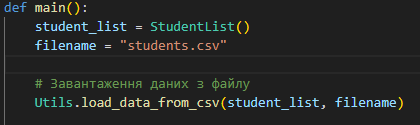 def main():
    student_list = StudentList()
    filename = "students.csv"

    # Завантаження даних з файлу
    Utils.load_data_from_csv(student_list, filename)